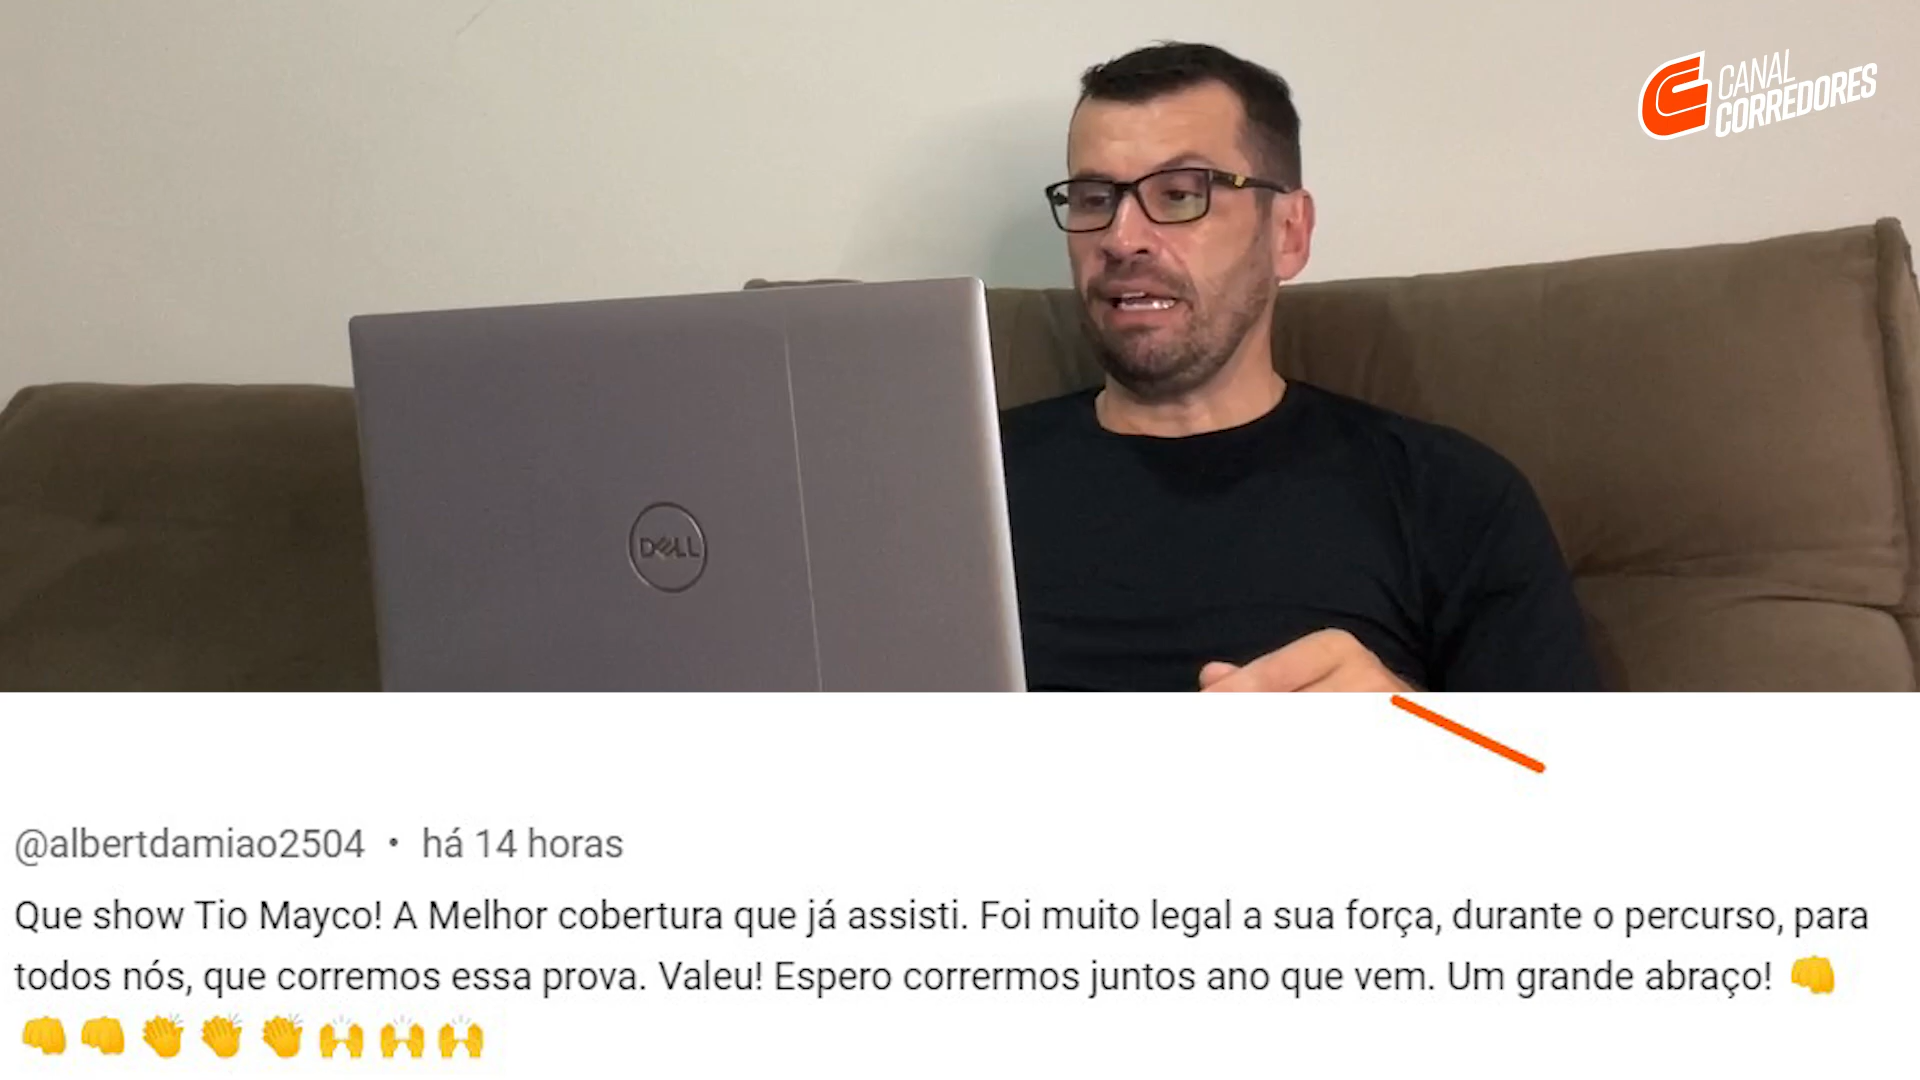 CANAL
CORREDORES
DELL
@albertdamiao2504 • há 14 horas
Que show Tio Mayco! A Melhor cobertura que já assisti. Foi muito legal a sua força, durante o percurso, para
todos nós, que corremos essa prova. Valeu! Espero corrermos juntos ano que vem. Um grande abraço! 👊
👊👊👏👏👏🙌🙌🙌